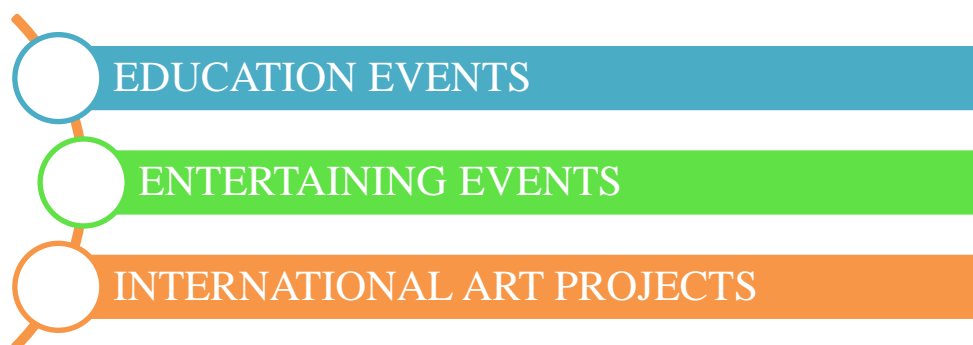 EDUCATION EVENTS
ENTERTAINING EVENTS
INTERNATIONAL ART PROJECTS